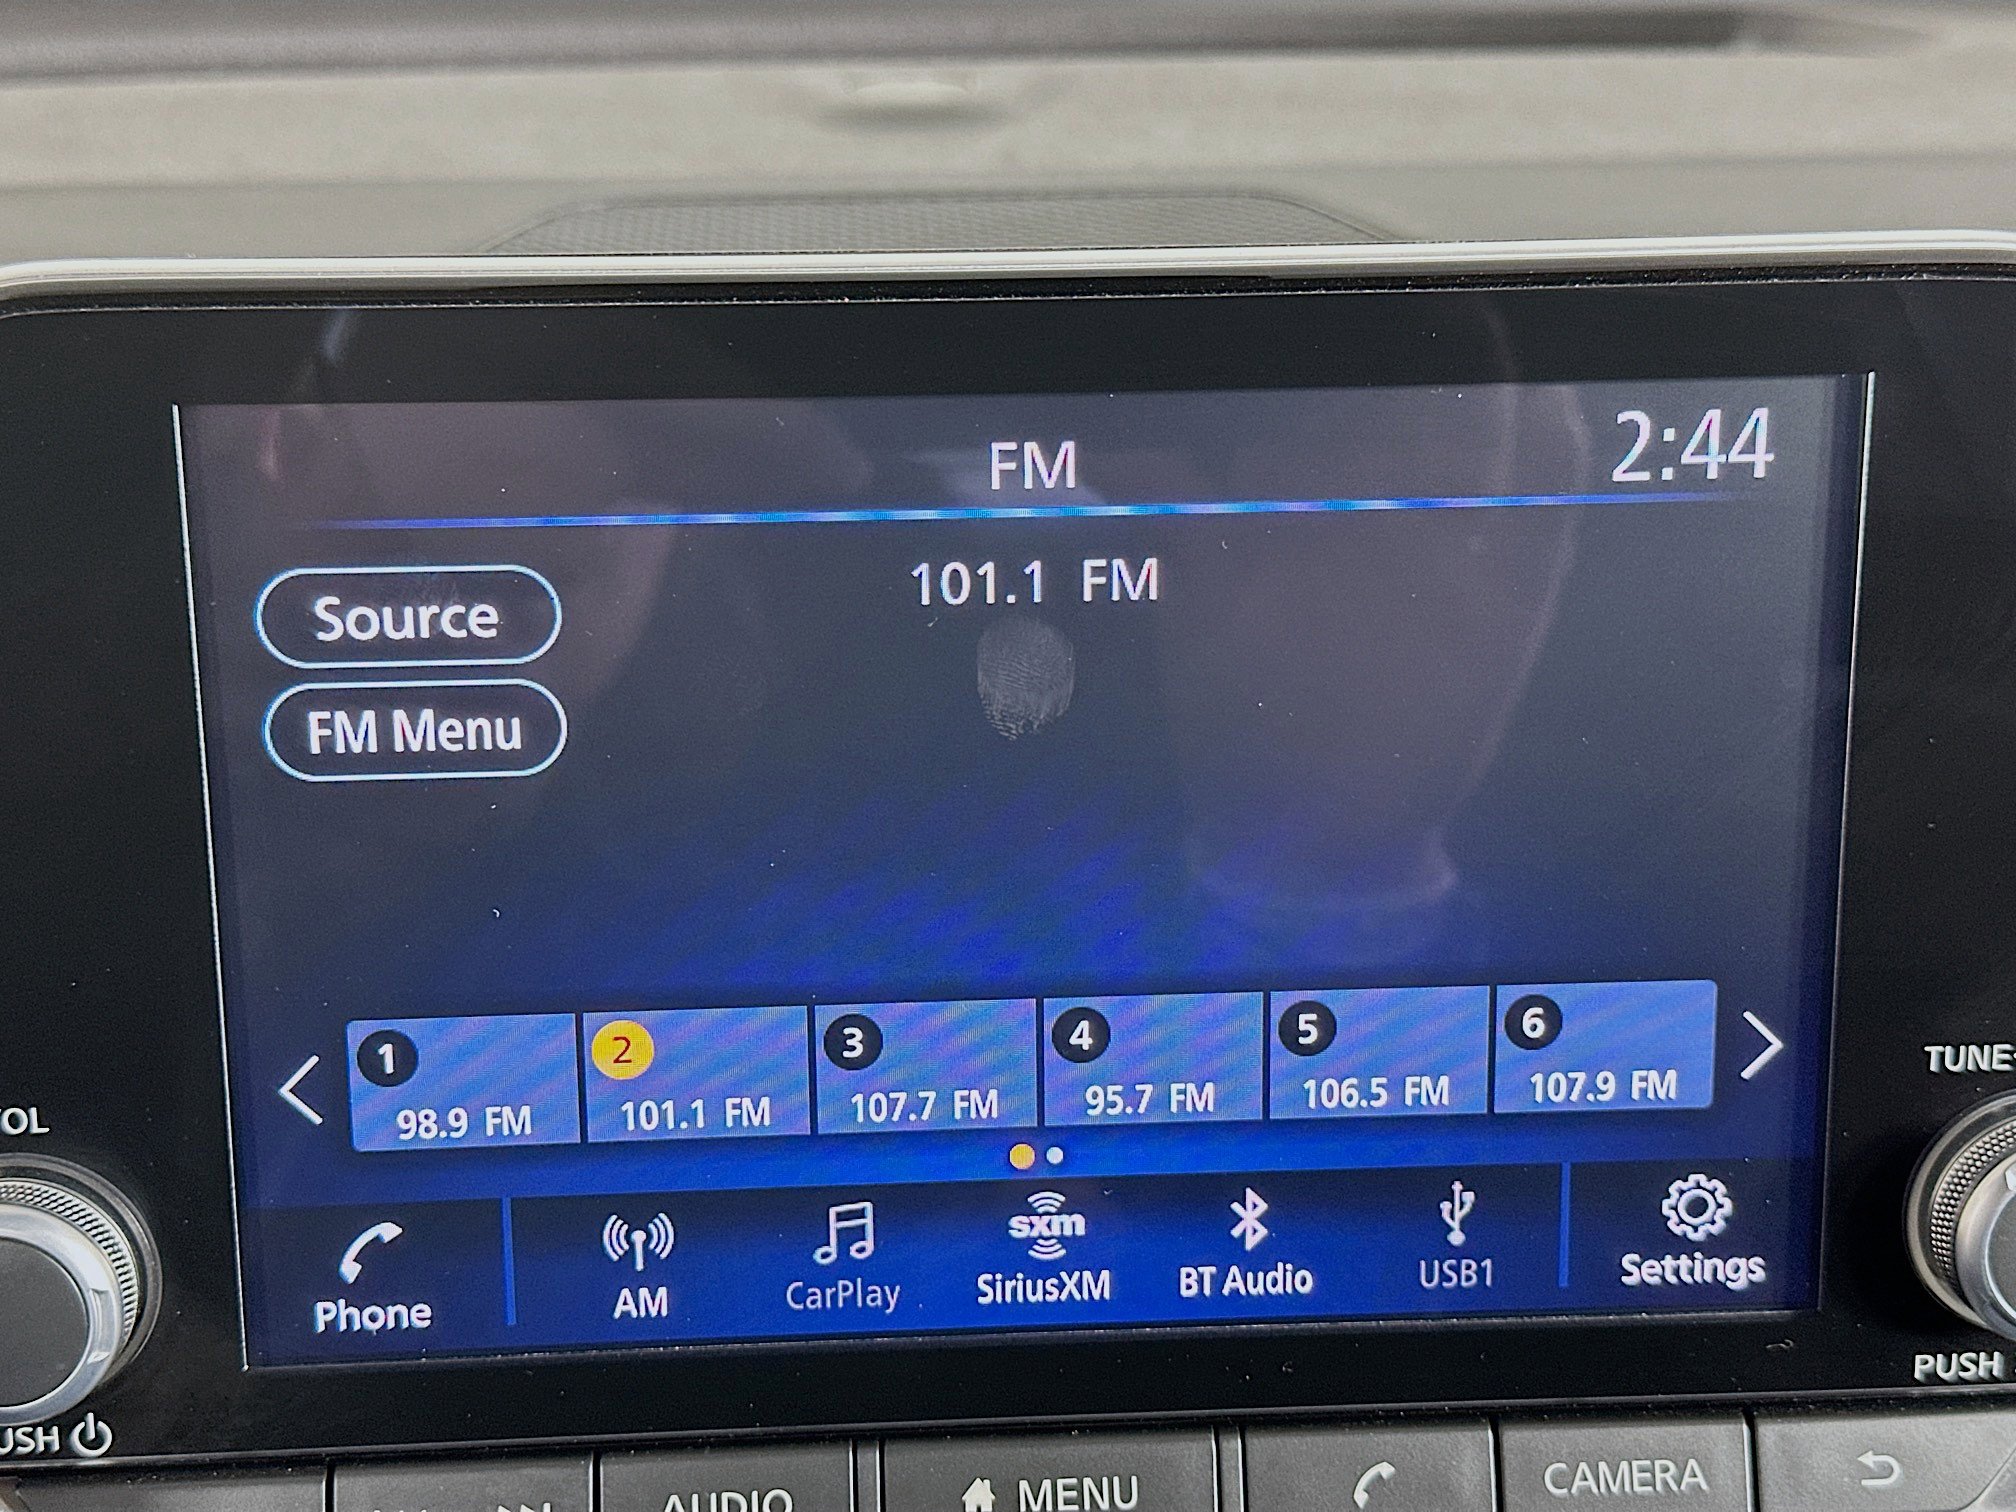 FM
2:44
101.1 FM
Source
FM Menu
1 2 3 4 5 6
98.9 FM 101.1 FM 107.7 FM 95.7 FM 106.5 FM 107.9 FM
TUNE
OL
sxm
Phone AM CarPlay SiriusXM BT Audio USB1 Settings
PUSH
USH
AUDIO MENU CAMERA